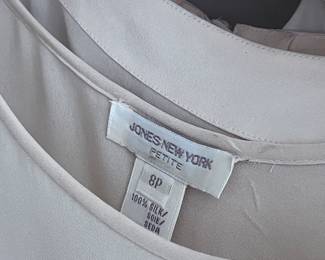 JONES NEW YORK
PETITE
8P
100% SILK/
SOIE/
SEDA